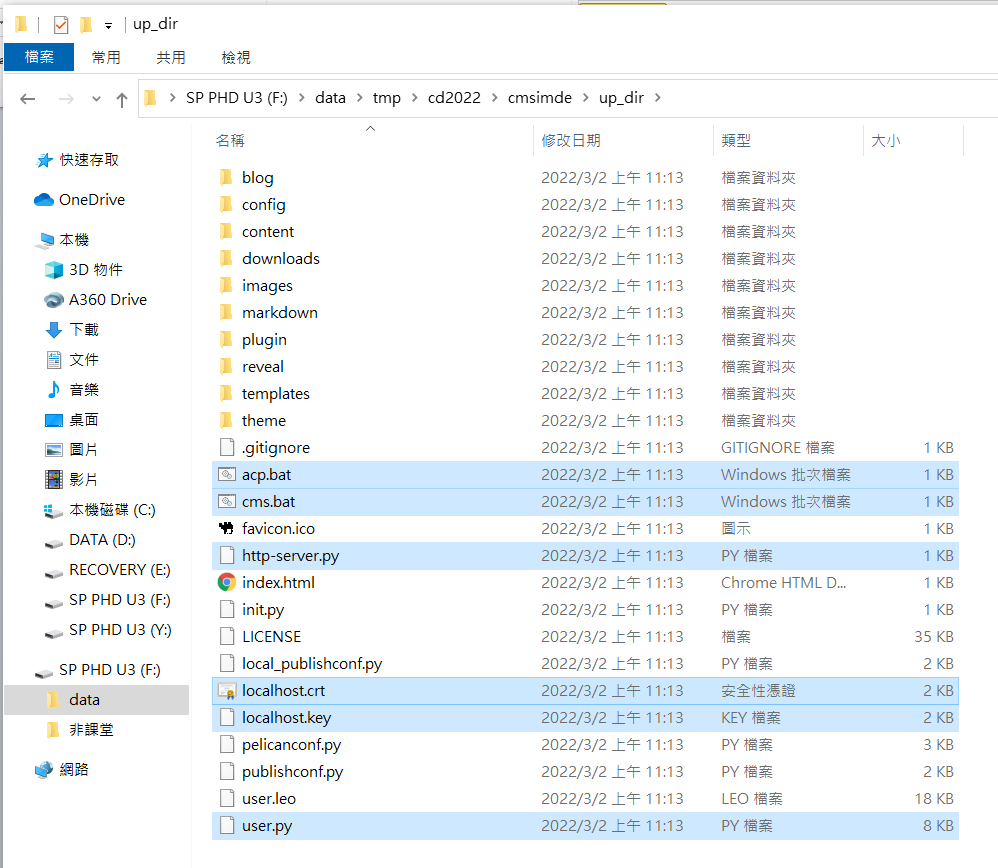 up_dir
檔案 常用 共用 檢視
SP PHD U3 (F:) data tmp cd2022 cmsimde up_dir
名稱 修改日期 類型 大小
快速存取
OneDrive
本機
3D 物件
A360 Drive
下載
文件
音樂
桌面
圖片
影片
本機磁碟 (C:)
DATA (D:)
RECOVERY (E:)
SP PHD U3 (F:)
SP PHD U3 (Y:)
SP PHD U3 (F:)
data
非課堂
網路
blog 2022/3/2 上午 11:13 檔案資料夾
config 2022/3/2 上午 11:13 檔案資料夾
content 2022/3/2 上午 11:13 檔案資料夾
downloads 2022/3/2 上午 11:13 檔案資料夾
images 2022/3/2 上午 11:13 檔案資料夾
markdown 2022/3/2 上午 11:13 檔案資料夾
plugin 2022/3/2 上午 11:13 檔案資料夾
reveal 2022/3/2 上午 11:13 檔案資料夾
templates 2022/3/2 上午 11:13 檔案資料夾
theme 2022/3/2 上午 11:13 檔案資料夾
.gitignore 2022/3/2 上午 11:13 GITIGNORE 檔案 1 KB
acp.bat 2022/3/2 上午 11:13 Windows 批次檔案 1 KB
cms.bat 2022/3/2 上午 11:13 Windows 批次檔案 1 KB
favicon.ico 2022/3/2 上午 11:13 圖示 1 KB
http-server.py 2022/3/2 上午 11:13 PY 檔案 1 KB
index.html 2022/3/2 上午 11:13 Chrome HTML D... 1 KB
init.py 2022/3/2 上午 11:13 PY 檔案 1 KB
LICENSE 2022/3/2 上午 11:13 檔案 35 KB
local_publishconf.py 2022/3/2 上午 11:13 PY 檔案 2 KB
localhost.crt 2022/3/2 上午 11:13 安全性憑證 2 KB
localhost.key 2022/3/2 上午 11:13 KEY 檔案 2 KB
pelicanconf.py 2022/3/2 上午 11:13 PY 檔案 3 KB
publishconf.py 2022/3/2 上午 11:13 PY 檔案 2 KB
user.leo 2022/3/2 上午 11:13 LEO 檔案 18 KB
user.py 2022/3/2 上午 11:13 PY 檔案 8 KB